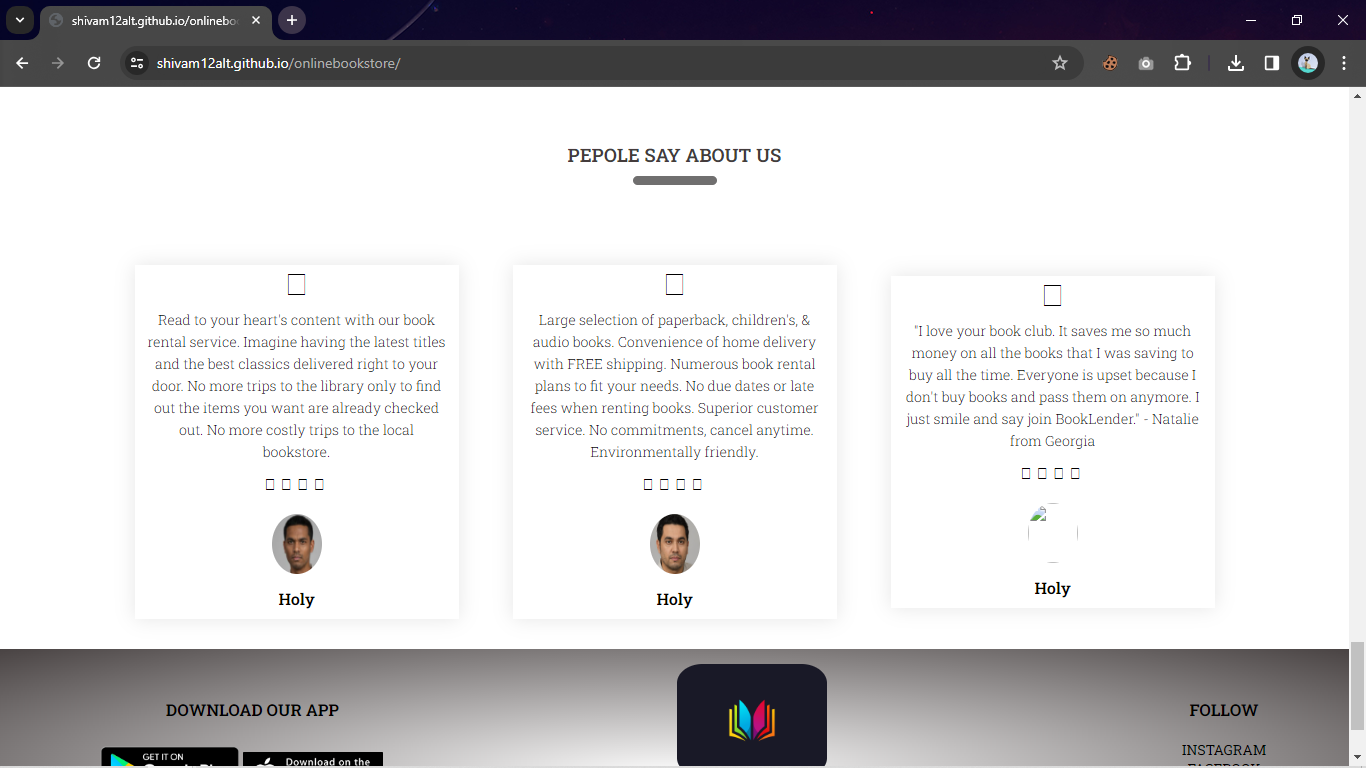 shivam12alt.github.io/onlinebo
shivam12alt.github.io/onlinebookstore/
PEPOLE SAY ABOUT US
Read to your heart's content with our book
rental service. Imagine having the latest titles
and the best classics delivered right to your
door. No more trips to the library only to find
out the items you want are already checked
out. No more costly trips to the local
bookstore.
Holy
Large selection of paperback, children's, &
audio books. Convenience of home delivery
with FREE shipping. Numerous book rental
plans to fit your needs. No due dates or late
fees when renting books. Superior customer
service. No commitments, cancel anytime.
Environmentally friendly.
Holy
"I love your book club. It saves me so much
money on all the books that I was saving to
buy all the time. Everyone is upset because I
don't buy books and pass them on anymore. I
just smile and say join BookLender." - Natalie
from Georgia
Holy
DOWNLOAD OUR APP
GET IT ON
Download on the
FOLLOW
INSTAGRAM
FACEBOOK